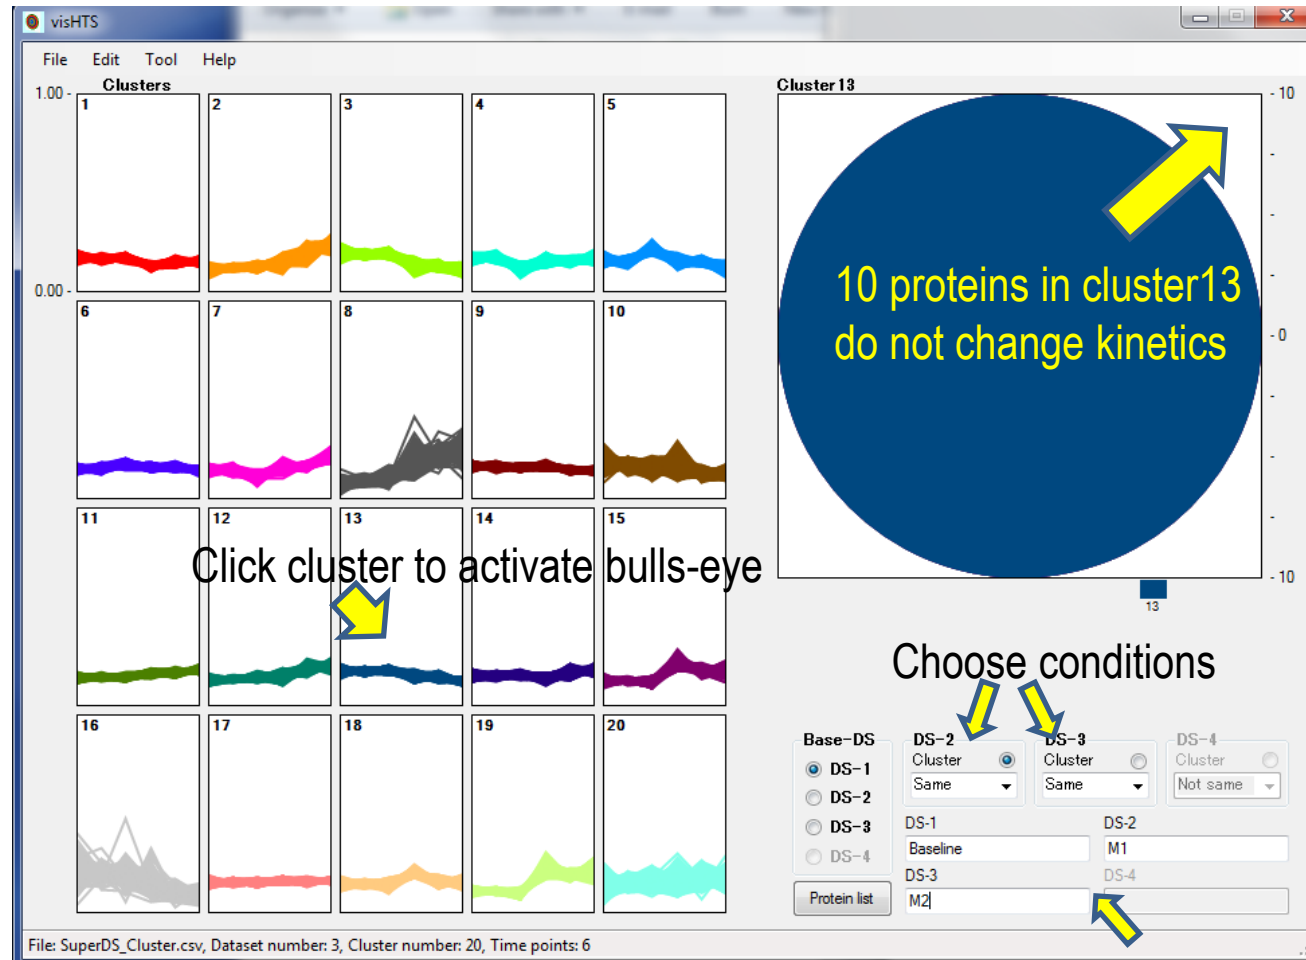 visHTS
File Edit Tool Help
Clusters
1.00 -
0.00 -
1 2 3 4 5
6 7 8 9 10
11 12 13 14 15
16 17 18 19 20
Click cluster to activate bulls-eye
Cluster13
10 proteins in cluster13
do not change kinetics
- 10
- 0
- 10
13
Choose conditions
Base-DS
DS-1
DS-2
DS-3
DS-4
DS-2
Cluster
Same
DS-3
Cluster
Same
DS-4
Cluster
Not same
DS-1
Baseline
DS-2
M1
DS-3
M2
DS-4
Protein list
File: SuperDS_Cluster.csv, Dataset number: 3, Cluster number: 20, Time points: 6